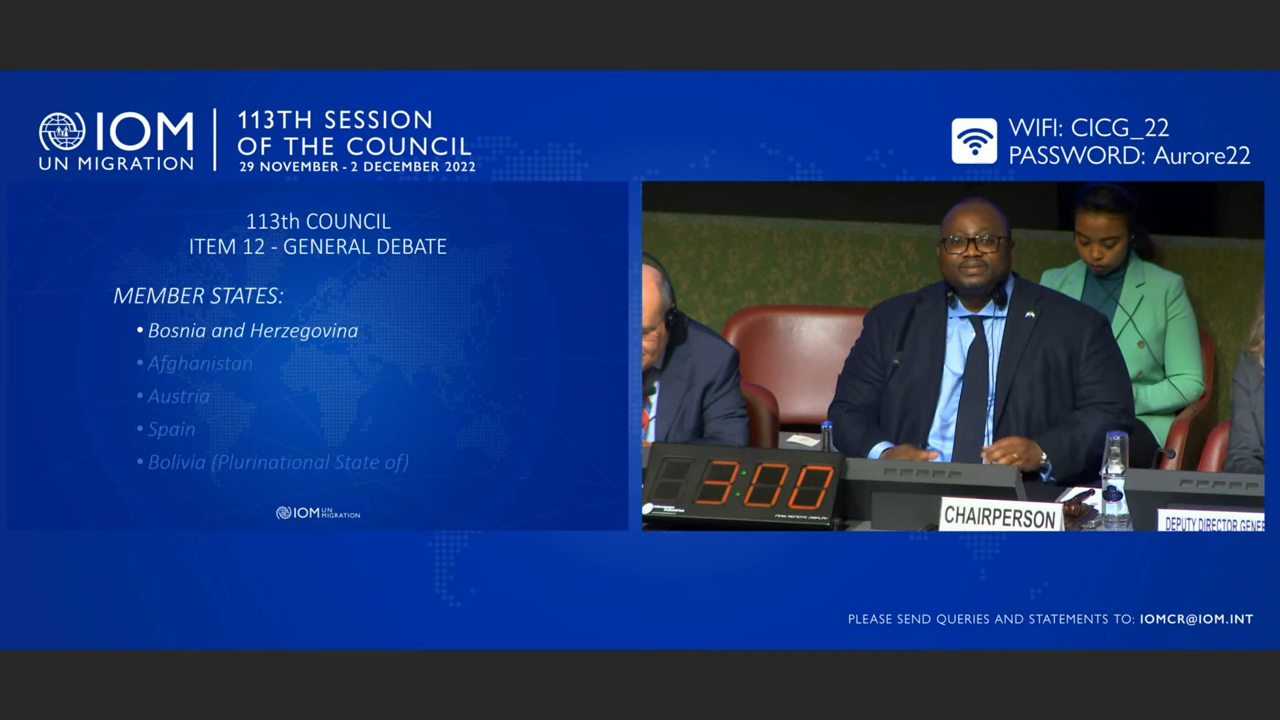 IOM
UN MIGRATION
113TH SESSION
OF THE COUNCIL
29 NOVEMBER - 2 DECEMBER 2022
WIFI: CICG_22
PASSWORD: Aurore22
113th COUNCIL
ITEM 12 - GENERAL DEBATE
MEMBER STATES:
• Bosnia and Herzegovina
• Afghanistan
• Austria
• Spain
• Bolivia (Plurinational State of)
IOM UN
MIGRATION
3:00
CHAIRPERSON
DEPUTY DIRECTOR GENE
PLEASE SEND QUERIES AND STATEMENTS TO: IOMCR@IOM.INT